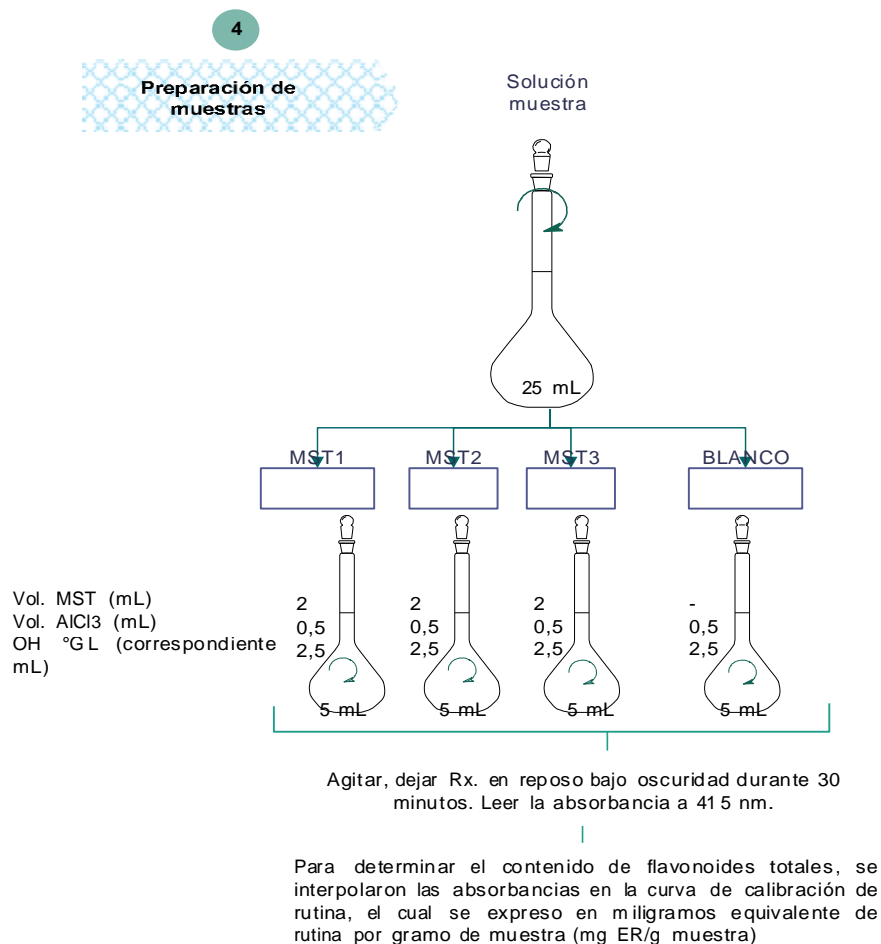 4
Preparación de
muestras
Solución
muestra
25 mL
MST1 MST2 MST3 BLANCO
Vol. MST (mL) 2 2 2 -
Vol. AlCl3 (mL) 0,5 0,5 0,5 0,5
OH °GL (correspondiente 2,5 2,5 2,5 2,5
mL)
5 mL 5 mL 5 mL 5 mL
Agitar, dejar Rx. en reposo bajo oscuridad durante 30
minutos. Leer la absorbancia a 415 nm.
Para determinar el contenido de flavonoides totales, se
interpolaron las absorbancias en la curva de calibración de
rutina, el cual se expreso en miligramos equivalente de
rutina por gramo de muestra (mg ER/g muestra)